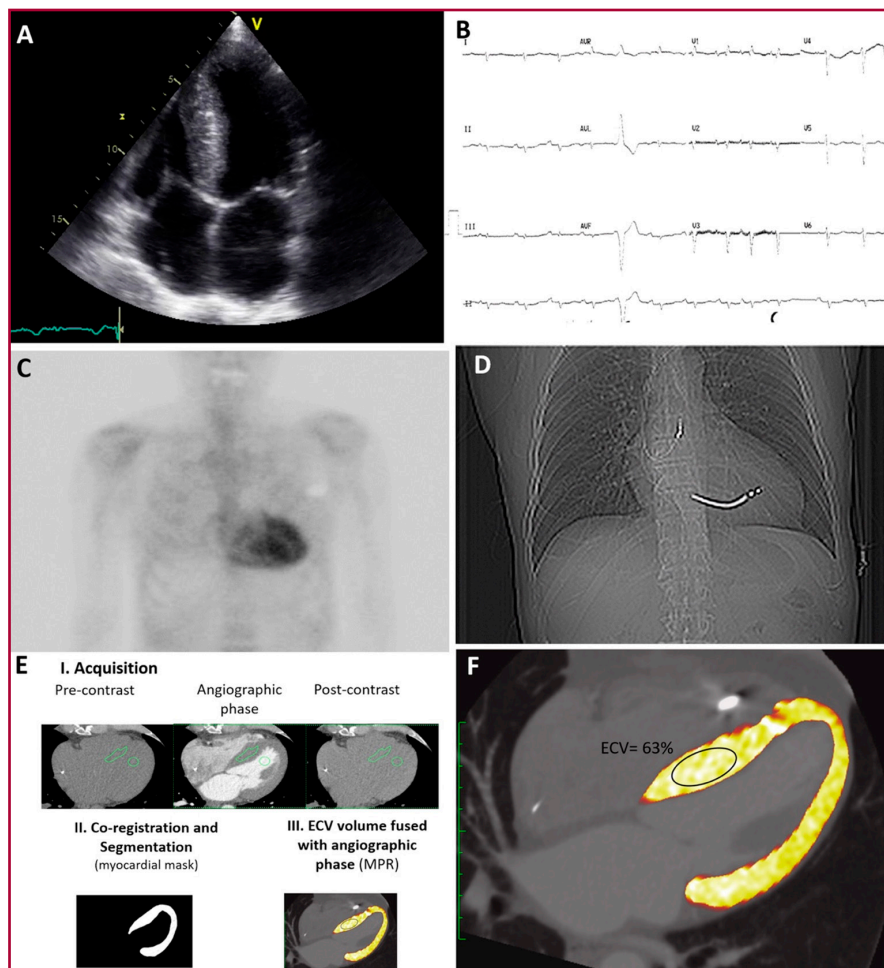 A
V
5
10
15
B
I
AVR
V1
V4
II
AVL
V2
V5
III
AVF
V3
V6
II
C
D
E
I. Acquisition
Pre-contrast
Angiographic
phase
Post-contrast
II. Co-registration and
Segmentation
(myocardial mask)
III. ECV volume fused
with angiographic
phase (MPR)
F
ECV= 63%